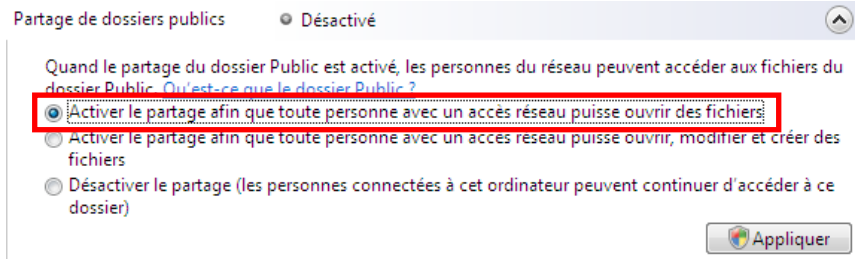 Partage de dossiers publics Désactivé
Quand le partage du dossier Public est activé, les personnes du réseau peuvent accéder aux fichiers du
dossier Public. Qu'est-ce que le dossier Public ?
Activer le partage afin que toute personne avec un accès réseau puisse ouvrir des fichiers
Activer le partage afin que toute personne avec un accès réseau puisse ouvrir, modifier et créer des
fichiers
Désactiver le partage (les personnes connectées à cet ordinateur peuvent continuer d'accéder à ce
dossier)
Appliquer